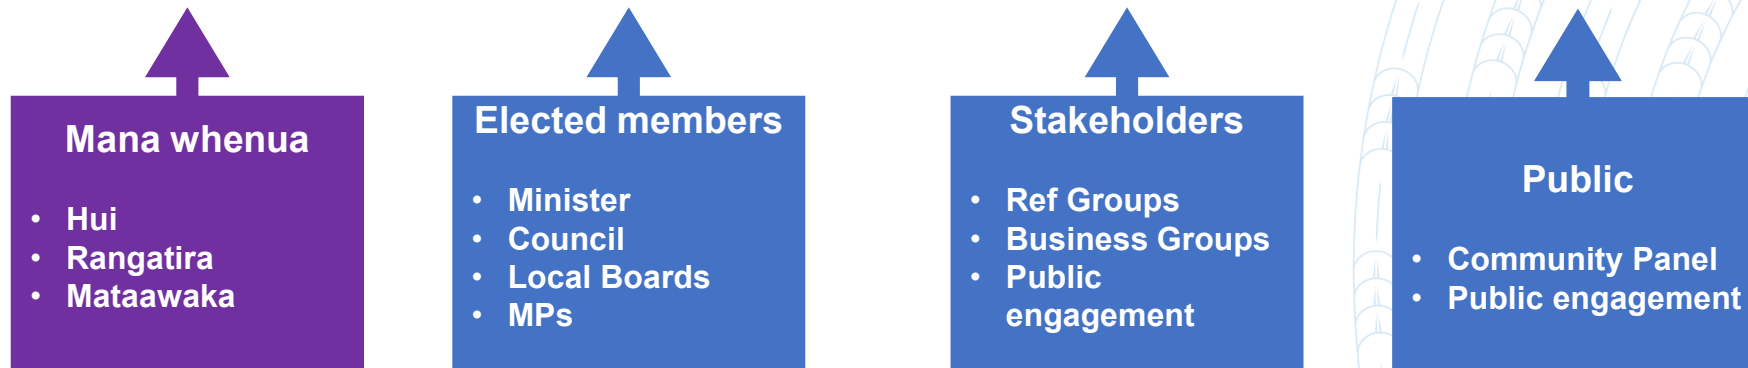 Mana whenua
• Hui
• Rangatira
• Mataawaka
Elected members
• Minister
• Council
• Local Boards
• MPs
Stakeholders
• Ref Groups
• Business Groups
• Public
engagement
Public
• Community Panel
• Public engagement